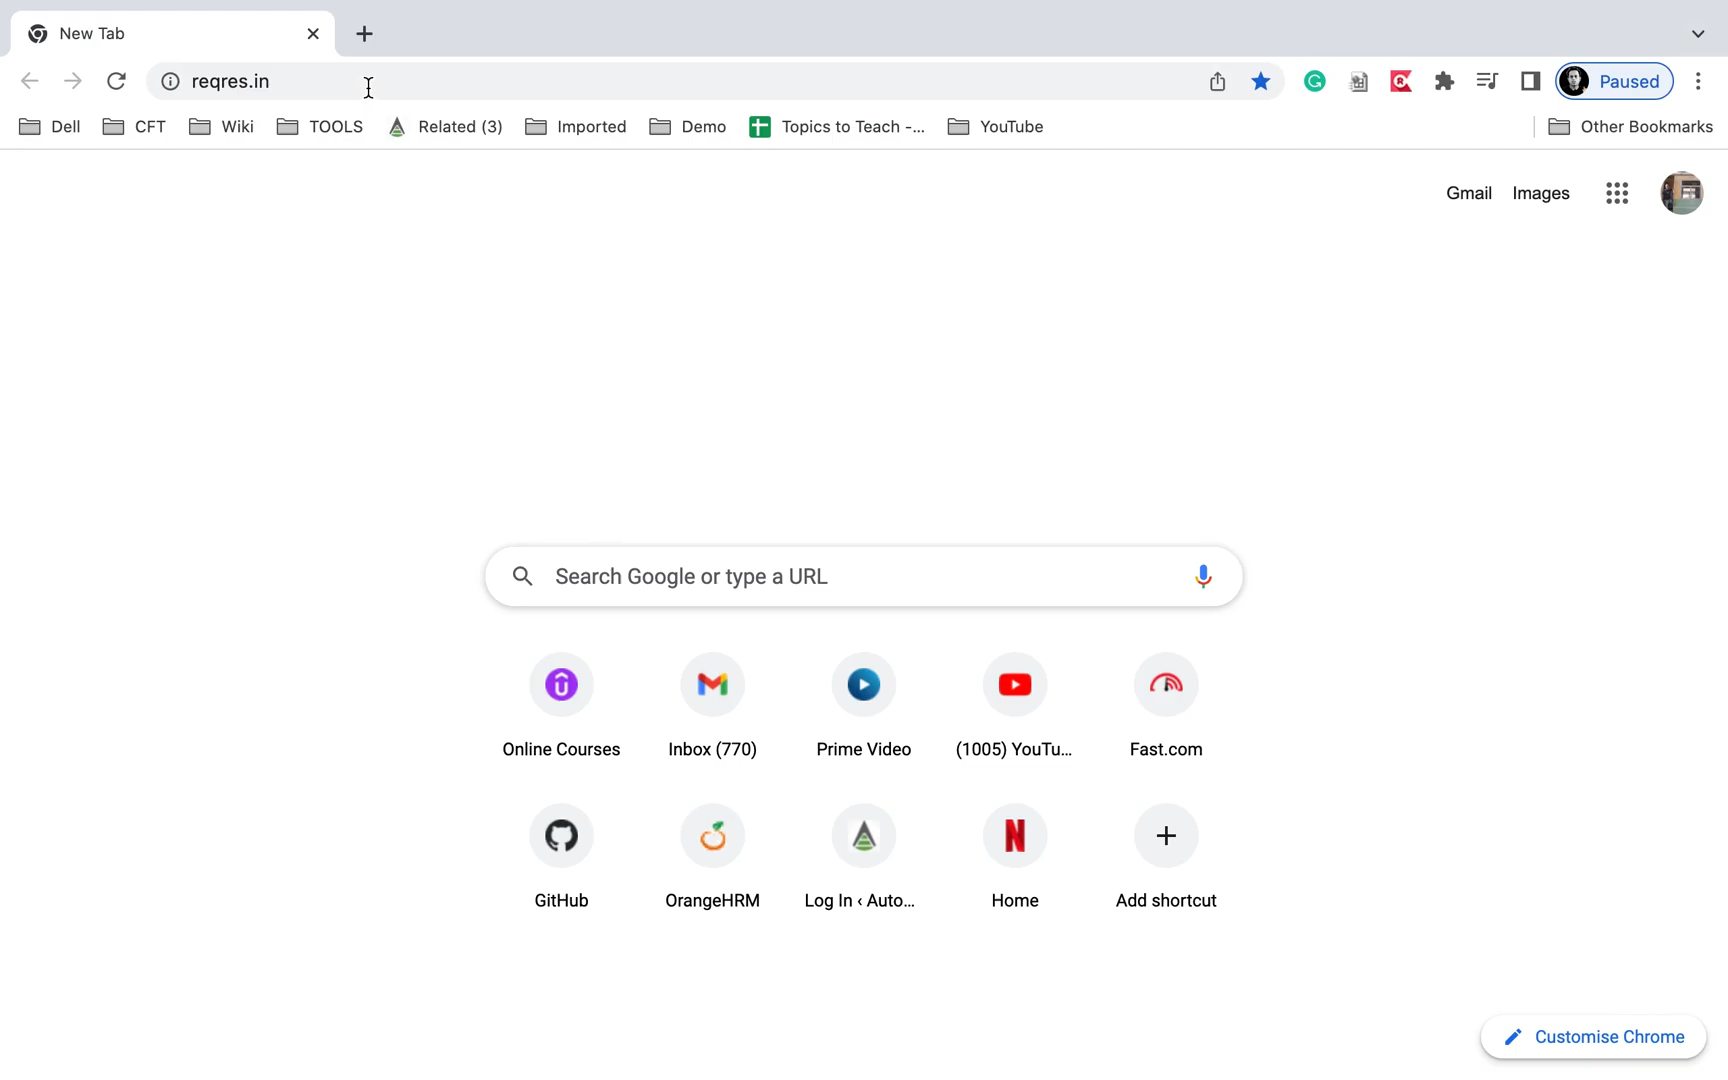 New Tab
reqres.in
Paused
Dell CFT Wiki TOOLS Related (3) Imported Demo Topics to Teach -... YouTube Other Bookmarks
Gmail Images
Search Google or type a URL
Online Courses Inbox (770) Prime Video (1005) YouTu... Fast.com
GitHub OrangeHRM Log In ‹ Auto... Home Add shortcut
Customise Chrome